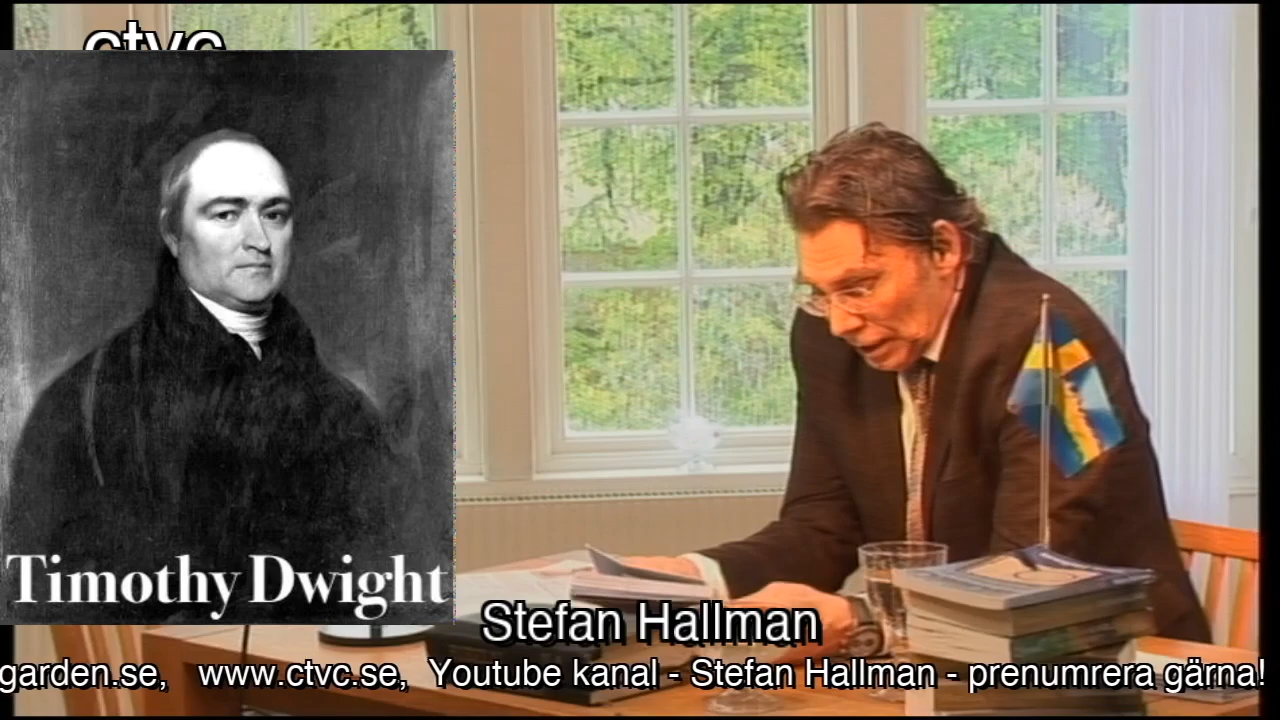 ctvc
Timothy Dwight
Stefan Hallman
garden.se, www.ctvc.se, Youtube kanal - Stefan Hallman - prenumrera gärna!